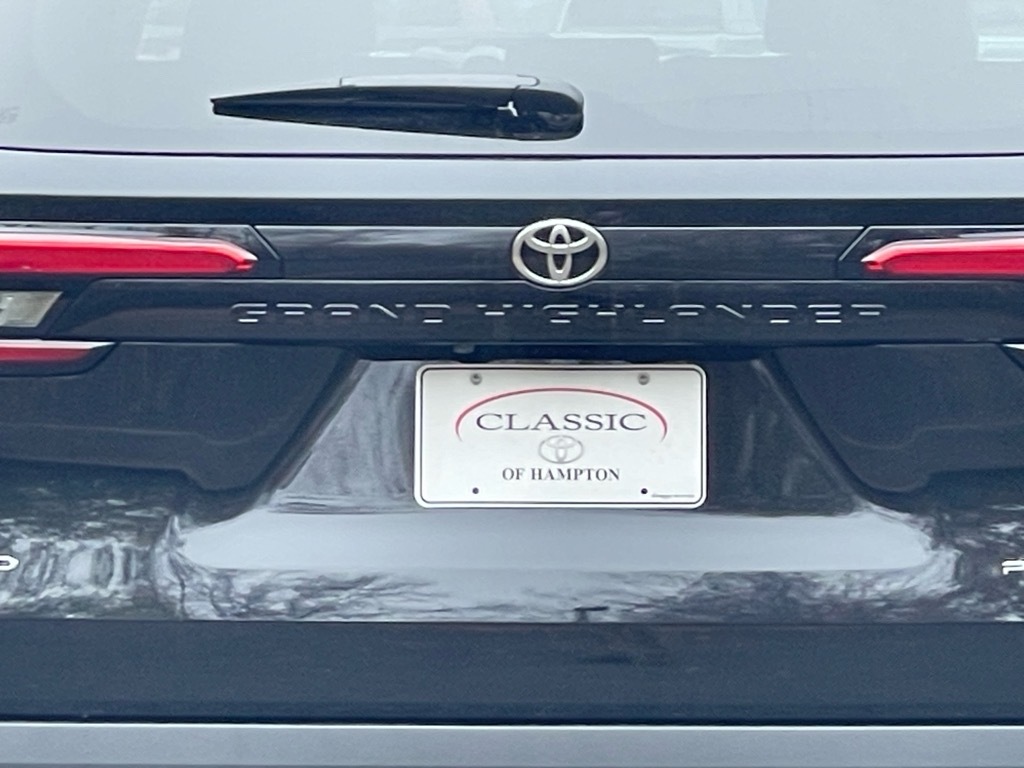 GRAND HIGHLANDER
CLASSIC
OF HAMPTON